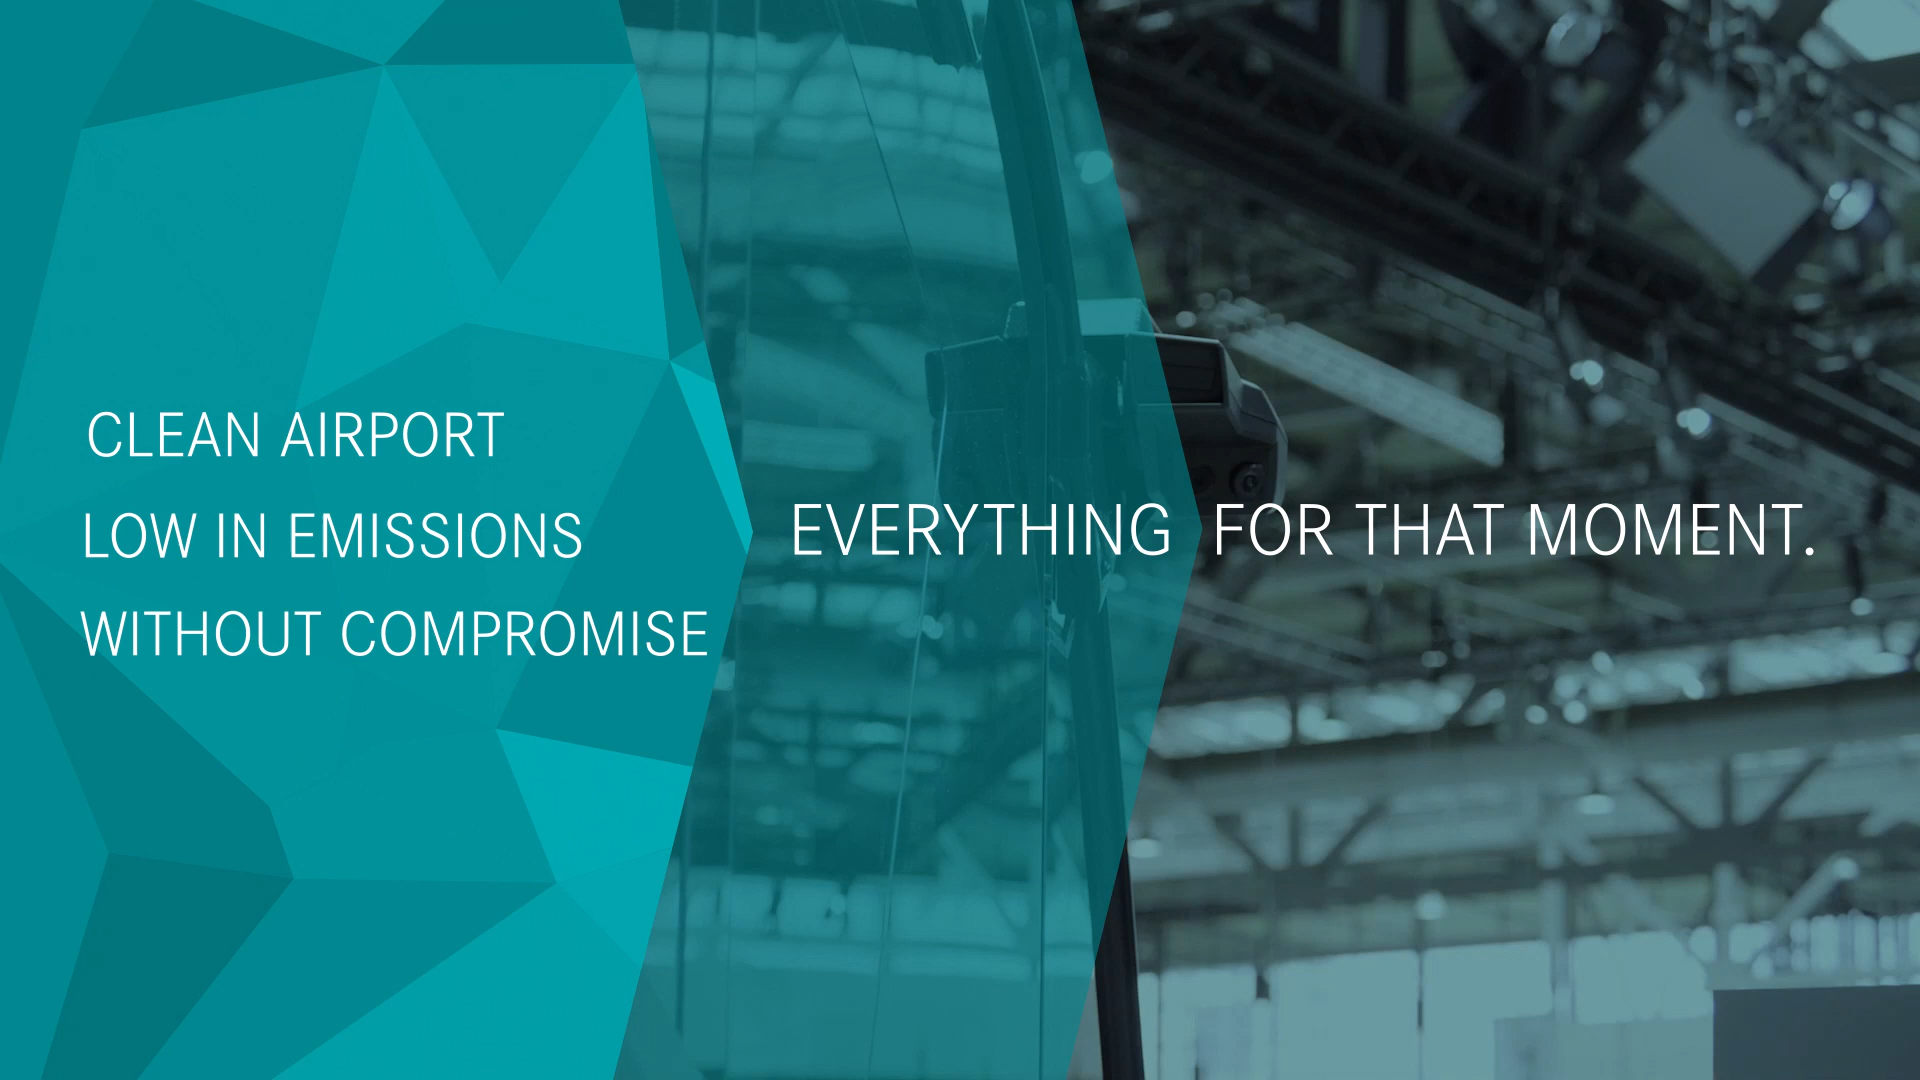 CLEAN AIRPORT
LOW IN EMISSIONS
WITHOUT COMPROMISE
EVERYTHING FOR THAT MOMENT.